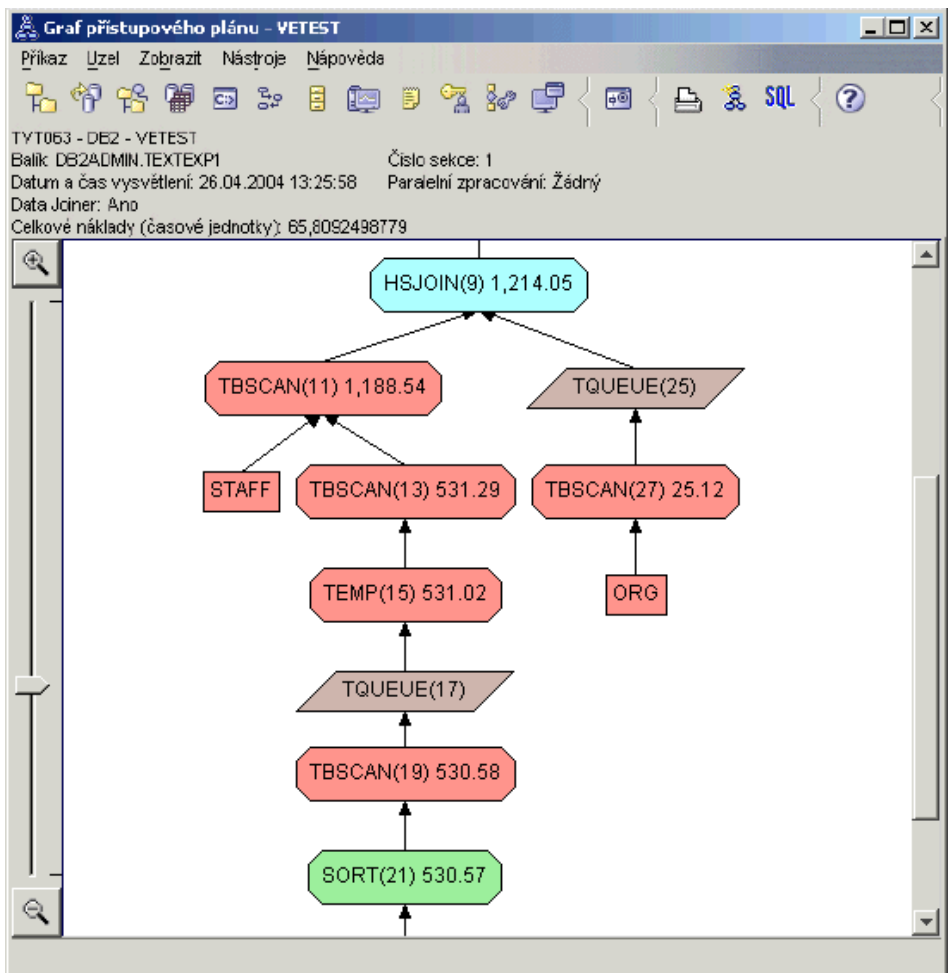 Graf přístupového plánu - VETEST
Příkaz Uzel Zobrazit Nástroje Nápověda
SQL
TVT063 - DB2 - VETEST
Balík: DB2ADMIN.TEXTEXP1 Číslo sekce: 1
Datum a čas vysvětlení: 26.04.2004 13:25:58 Paralelní zpracování: Žádný
Data Joiner: Ano
Celkové náklady (časové jednotky): 65,8092498779
HSJOIN(9) 1,214.05
TBSCAN(11) 1,188.54 TQUEUE(25)
STAFF TBSCAN(13) 531.29 TBSCAN(27) 25.12
TEMP(15) 531.02 ORG
TQUEUE(17)
TBSCAN(19) 530.58
SORT(21) 530.57